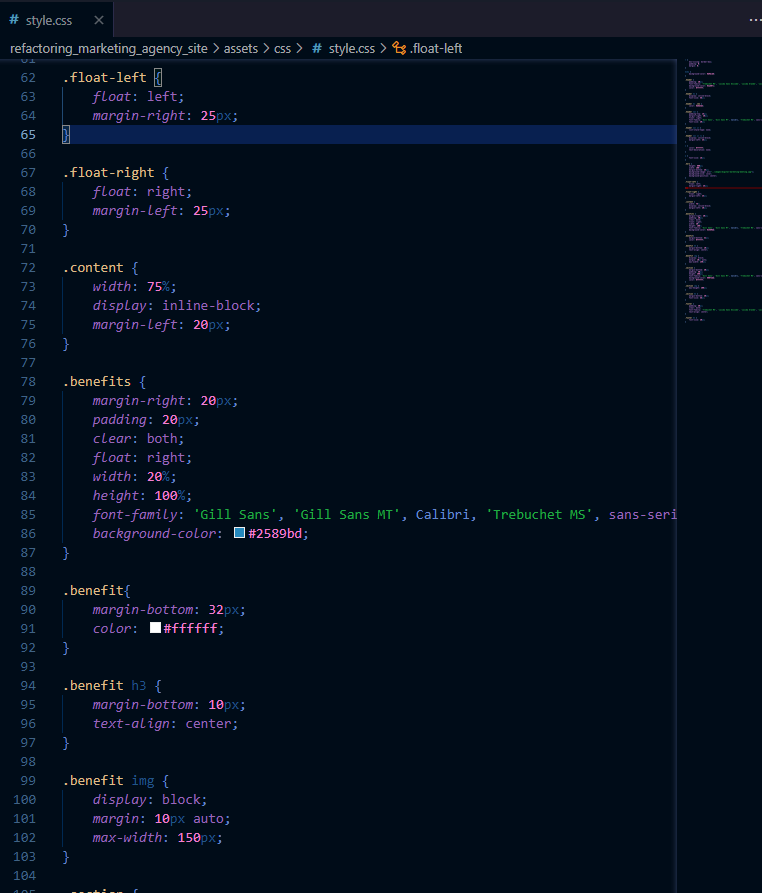 # style.css ×
...
refactoring_marketing_agency_site > assets > css > # style.css > .float-left
61
62 .float-left {
63 float: left;
64 margin-right: 25px;
65 }
66
67 .float-right {
68 float: right;
69 margin-left: 25px;
70 }
71
72 .content {
73 width: 75%;
74 display: inline-block;
75 margin-left: 20px;
76 }
77
78 .benefits {
79 margin-right: 20px;
80 padding: 20px;
81 clear: both;
82 float: right;
83 width: 20%;
84 height: 100%;
85 font-family: 'Gill Sans', 'Gill Sans MT', Calibri, 'Trebuchet MS', sans-seri
86 background-color: #2589bd;
87 }
88
89 .benefit{
90 margin-bottom: 32px;
91 color: #ffffff;
92 }
93
94 .benefit h3 {
95 margin-bottom: 10px;
96 text-align: center;
97 }
98
99 .benefit img {
100 display: block;
101 margin: 10px auto;
102 max-width: 150px;
103 }
104
105 .section {